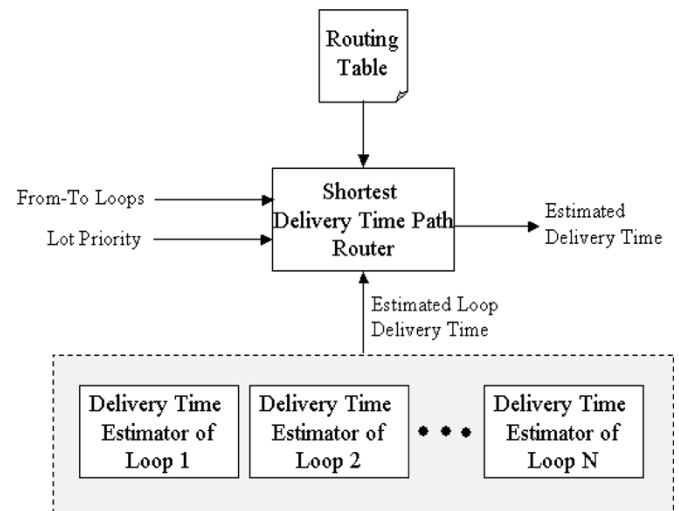 Routing
Table
From-To Loops
Lot Priority
Shortest
Delivery Time Path
Router
Estimated
Delivery Time
Estimated Loop
Delivery Time
Delivery Time
Estimator of
Loop 1
Delivery Time
Estimator of
Loop 2
Delivery Time
Estimator of
Loop N